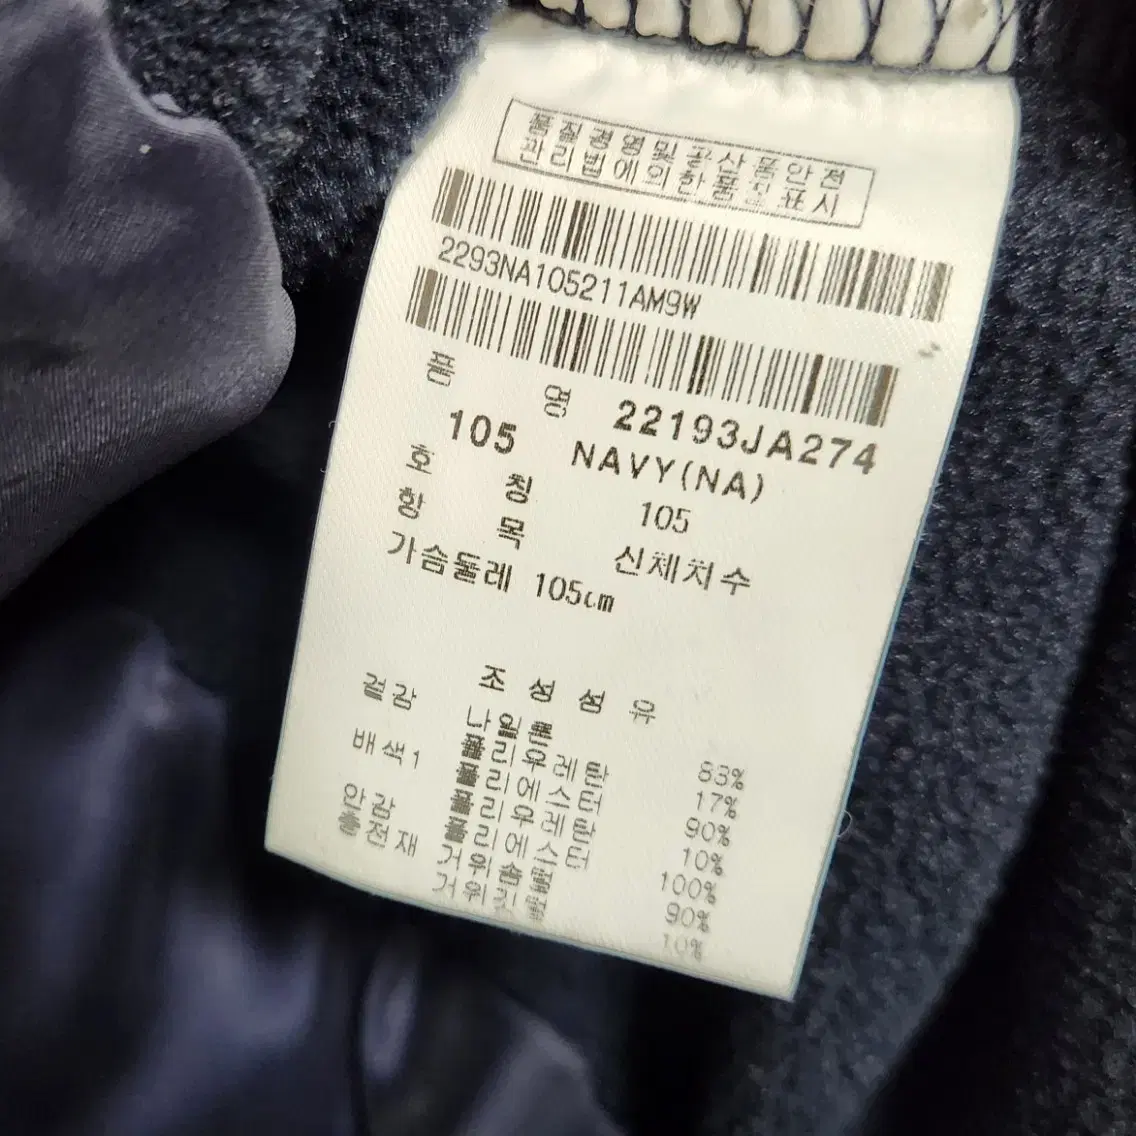 품질경영및공산품안전
관리법에의한품질표시
2293NA105211AM9W
품 명 22193JA274
105 NAVY(NA)
호 칭 105
항 목 신체치수
가슴둘레 105cm
조 성 섬 유
겉감 나일론 83%
폴리우레탄 17%
배색1 폴리에스터 90%
폴리우레탄 10%
안감 폴리에스터 100%
충전재 거위솜털 90%
거위깃털 10%